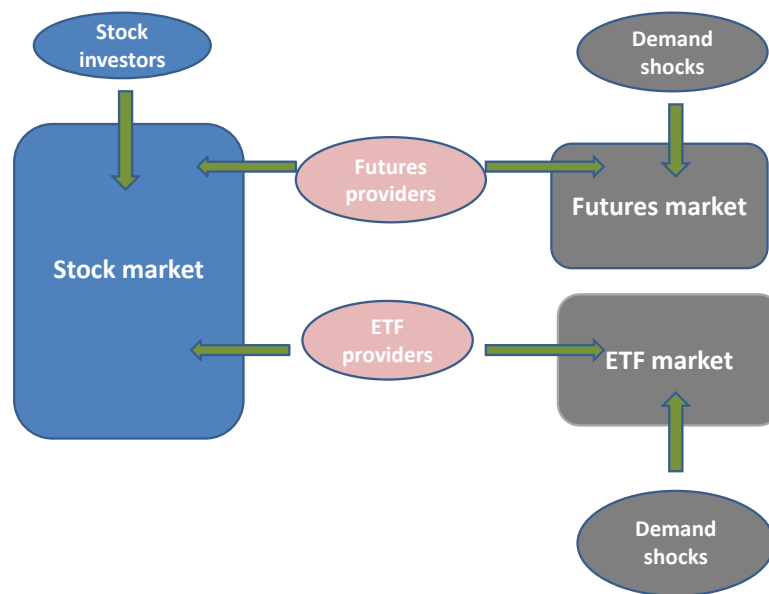 Stock
investors
Demand
shocks
Futures
providers
Futures market
Stock market
ETF
providers
ETF market
Demand
shocks